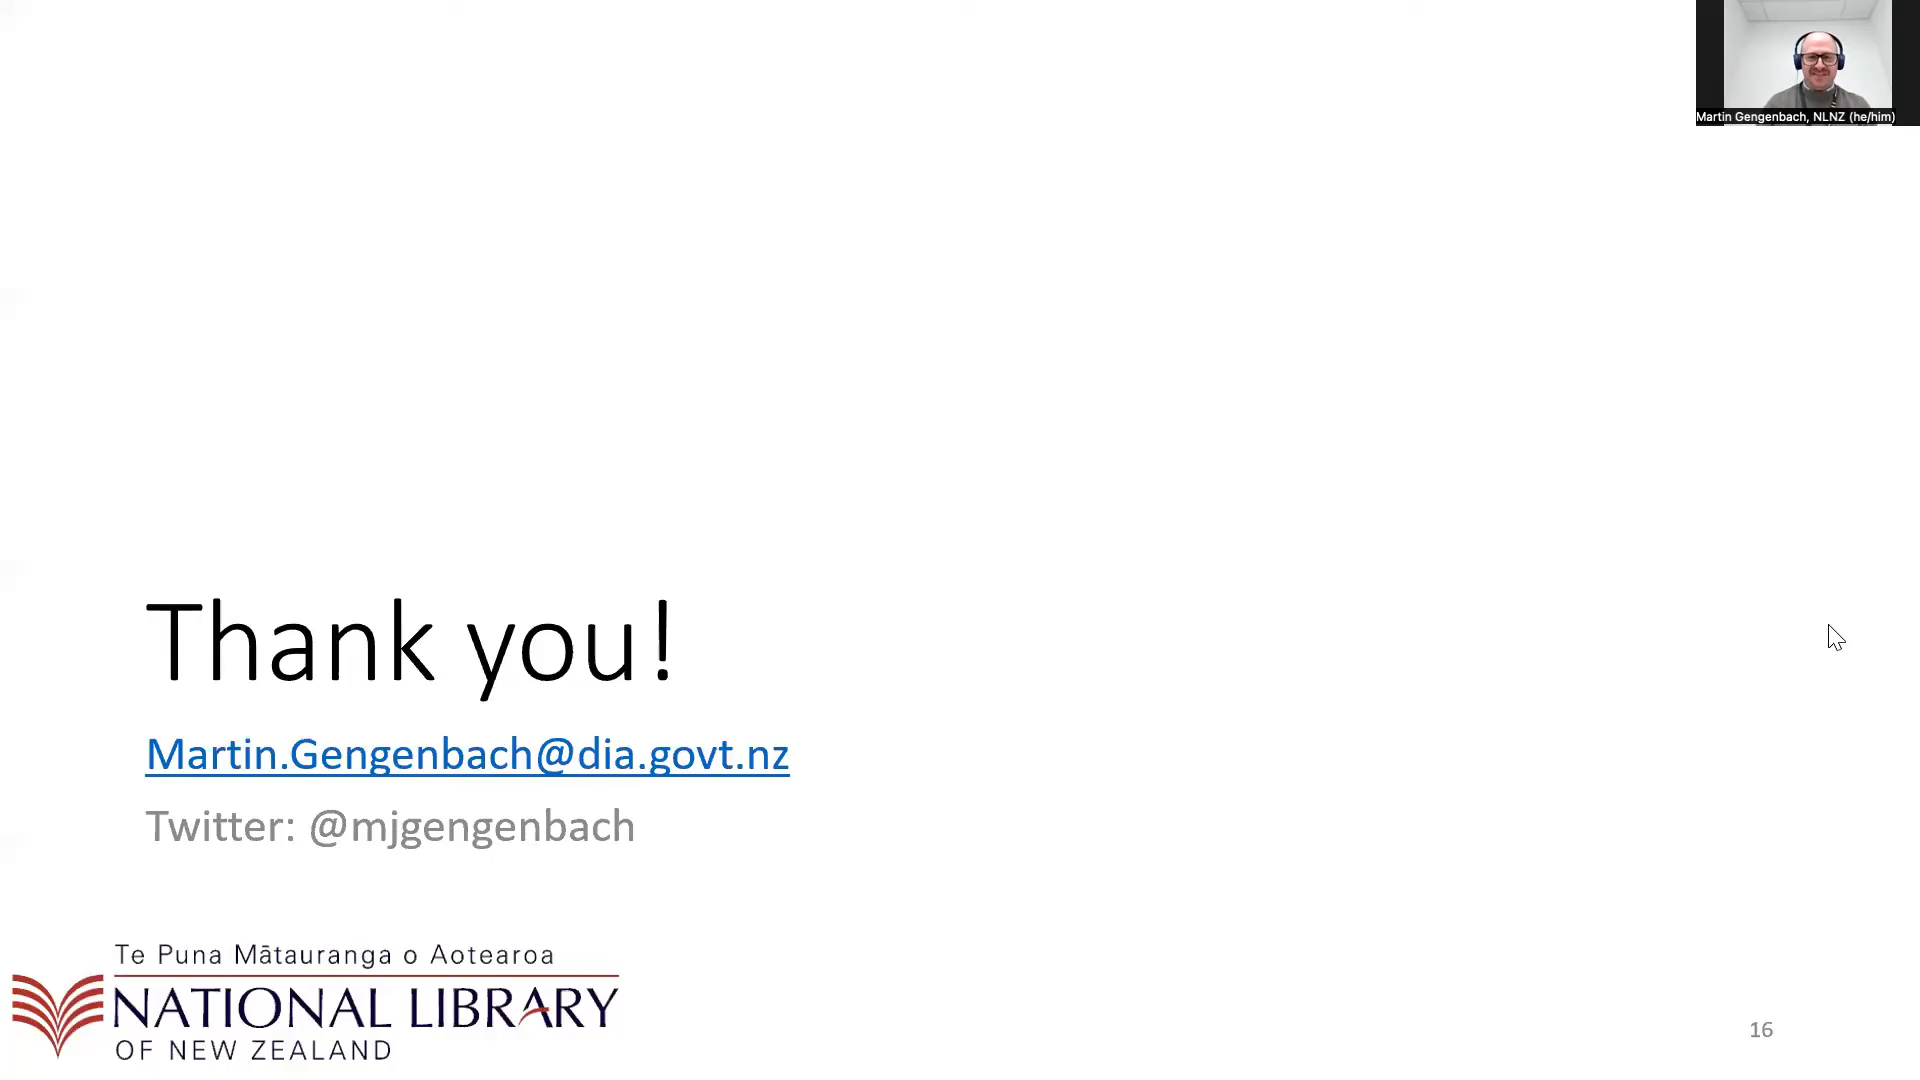 Martin Gengenbach, NLNZ (he/him)
Thank you!
Martin.Gengenbach@dia.govt.nz
Twitter: @mjgengenbach
Te Puna Mātauranga o Aotearoa
NATIONAL LIBRARY
OF NEW ZEALAND
16